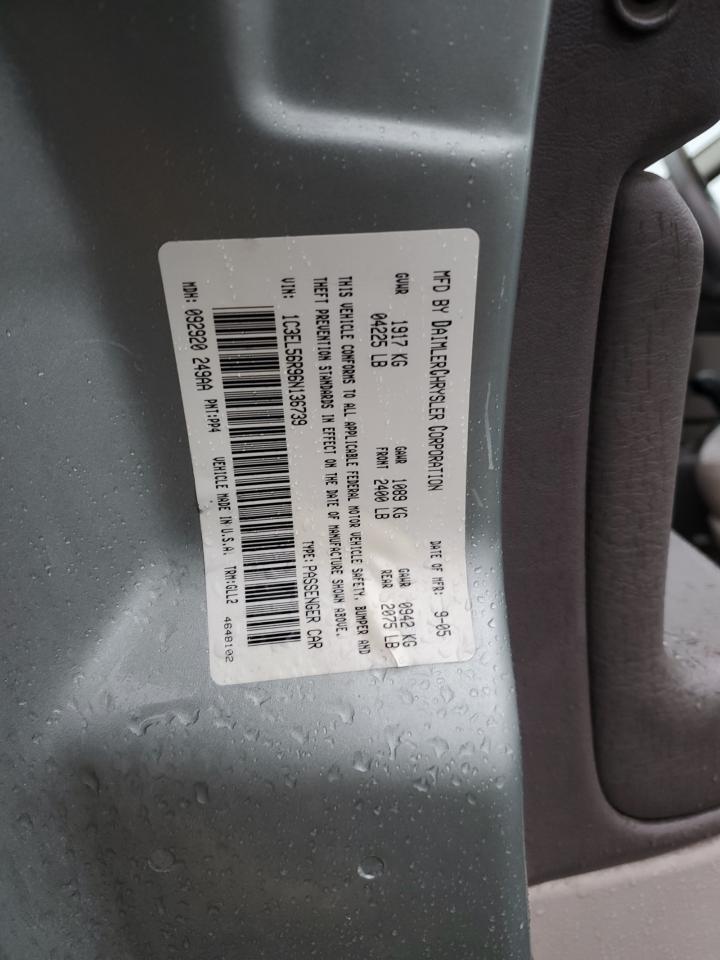 MFD BY DAIMLERCHRYSLER CORPORATION DATE OF MFR: 9-05
GVWR 1917 KG GAWR 1089 KG GAWR 0942 KG
04225 LB FRONT 2400 LB REAR 2075 LB
THIS VEHICLE CONFORMS TO ALL APPLICABLE FEDERAL MOTOR VEHICLE SAFETY, BUMPER AND
THEFT PREVENTION STANDARDS IN EFFECT ON THE DATE OF MANUFACTURE SHOWN ABOVE.
VIN: 1C3EL56R96N136739 TYPE: PASSENGER CAR
MDH: 092920 249AA PNT:PP4 VEHICLE MADE IN U.S.A. TRM:GLL2 4648102